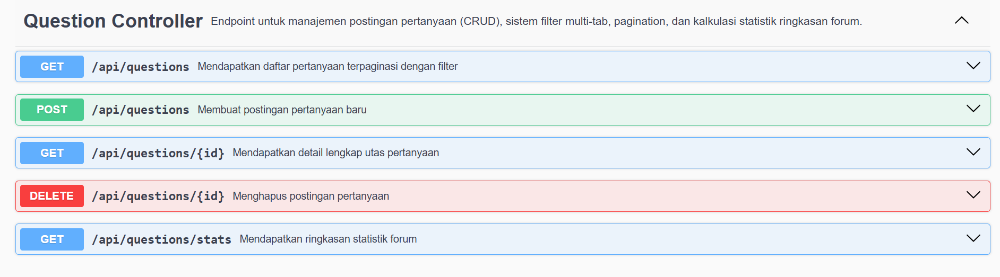 Question Controller Endpoint untuk manajemen postingan pertanyaan (CRUD), sistem filter multi-tab, pagination, dan kalkulasi statistik ringkasan forum.
GET /api/questions Mendapatkan daftar pertanyaan terpaginasi dengan filter
POST /api/questions Membuat postingan pertanyaan baru
GET /api/questions/{id} Mendapatkan detail lengkap utas pertanyaan
DELETE /api/questions/{id} Menghapus postingan pertanyaan
GET /api/questions/stats Mendapatkan ringkasan statistik forum